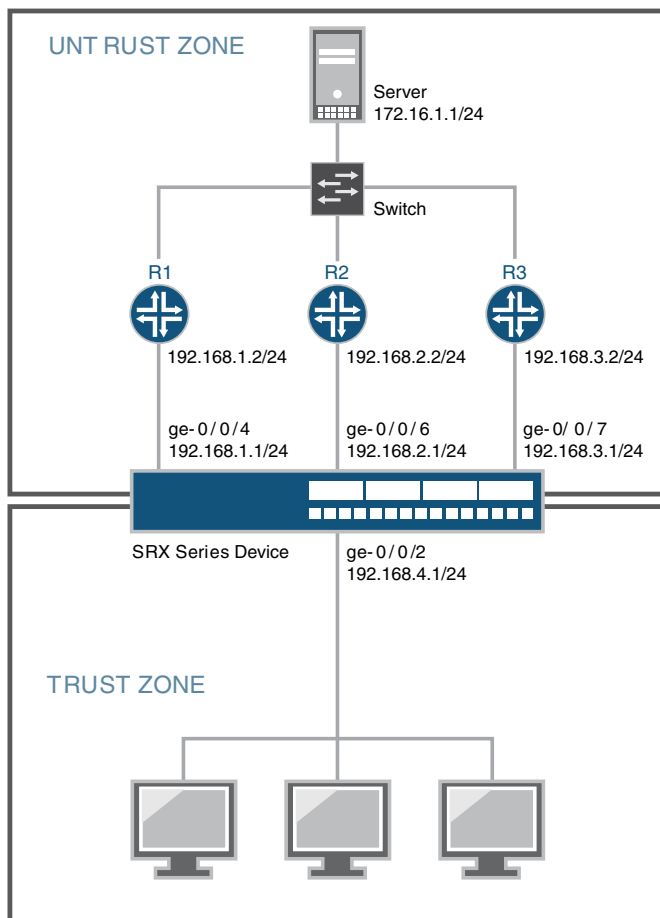 UNT RUST ZONE
Server
172.16.1.1/24
Switch
R1
R2
R3
192.168.1.2/24
192.168.2.2/24
192.168.3.2/24
ge- 0 / 0 / 4
192.168.1.1/24
ge- 0 / 0 / 6
192.168.2.1/24
ge- 0/ 0 / 7
192.168.3.1/24
SRX Series Device
ge- 0 / 0 / 2
192.168.4.1/24
TRUST ZONE